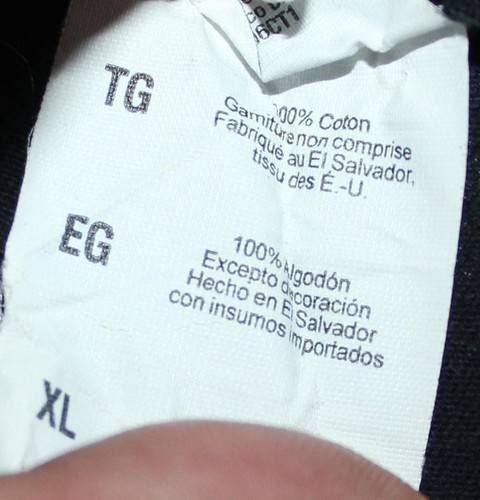 6CT1
TG
100% Coton
Garniture non comprise
Fabriqué au El Salvador,
tissu des É.-U.
EG
100% Algodón
Excepto decoración
Hecho en El Salvador
con insumos importados
XL